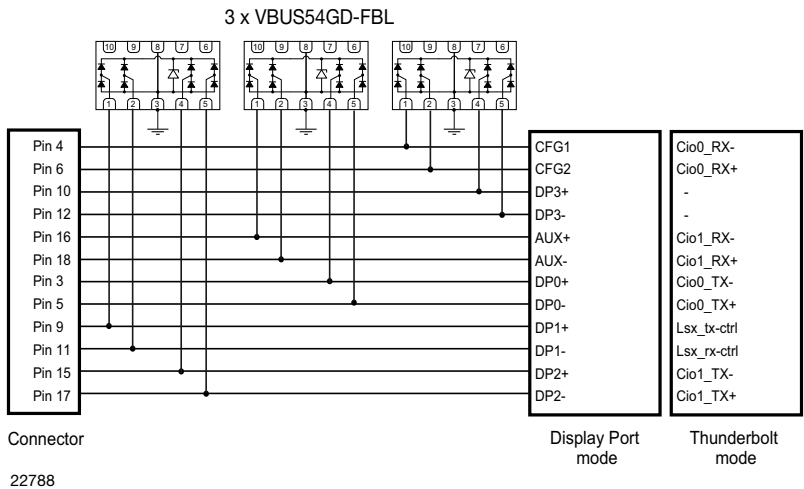 3 x VBUS54GD-FBL
10 9 8 7 6
1 2 3 4 5
10 9 8 7 6
1 2 3 4 5
10 9 8 7 6
1 2 3 4 5
Pin 4 CFG1 Cio0_RX-
Pin 6 CFG2 Cio0_RX+
Pin 10 DP3+ -
Pin 12 DP3- -
Pin 16 AUX+ Cio1_RX-
Pin 18 AUX- Cio1_RX+
Pin 3 DP0+ Cio0_TX-
Pin 5 DP0- Cio0_TX+
Pin 9 DP1+ Lsx_tx-ctrl
Pin 11 DP1- Lsx_rx-ctrl
Pin 15 DP2+ Cio1_TX-
Pin 17 DP2- Cio1_TX+
Connector
Display Port
mode
Thunderbolt
mode
22788